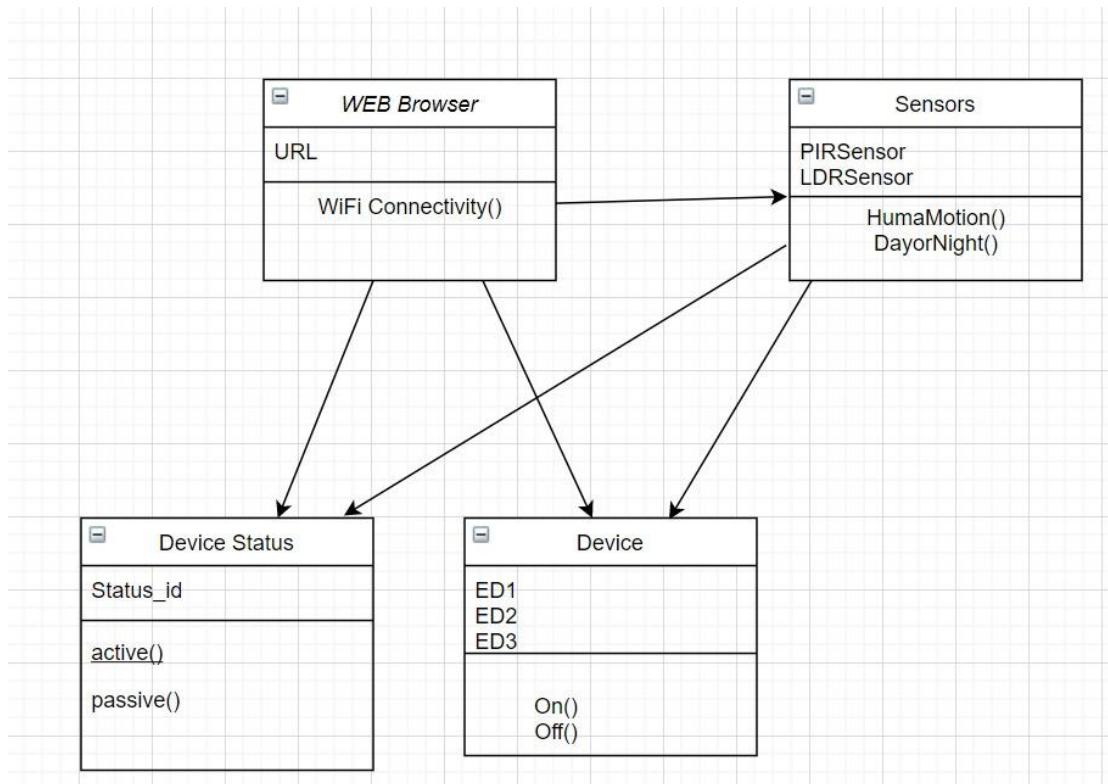 WEB Browser
URL
WiFi Connectivity()
Sensors
PIRSensor
LDRSensor
HumaMotion()
DayorNight()
Device Status
Status_id
active()
passive()
Device
ED1
ED2
ED3
On()
Off()